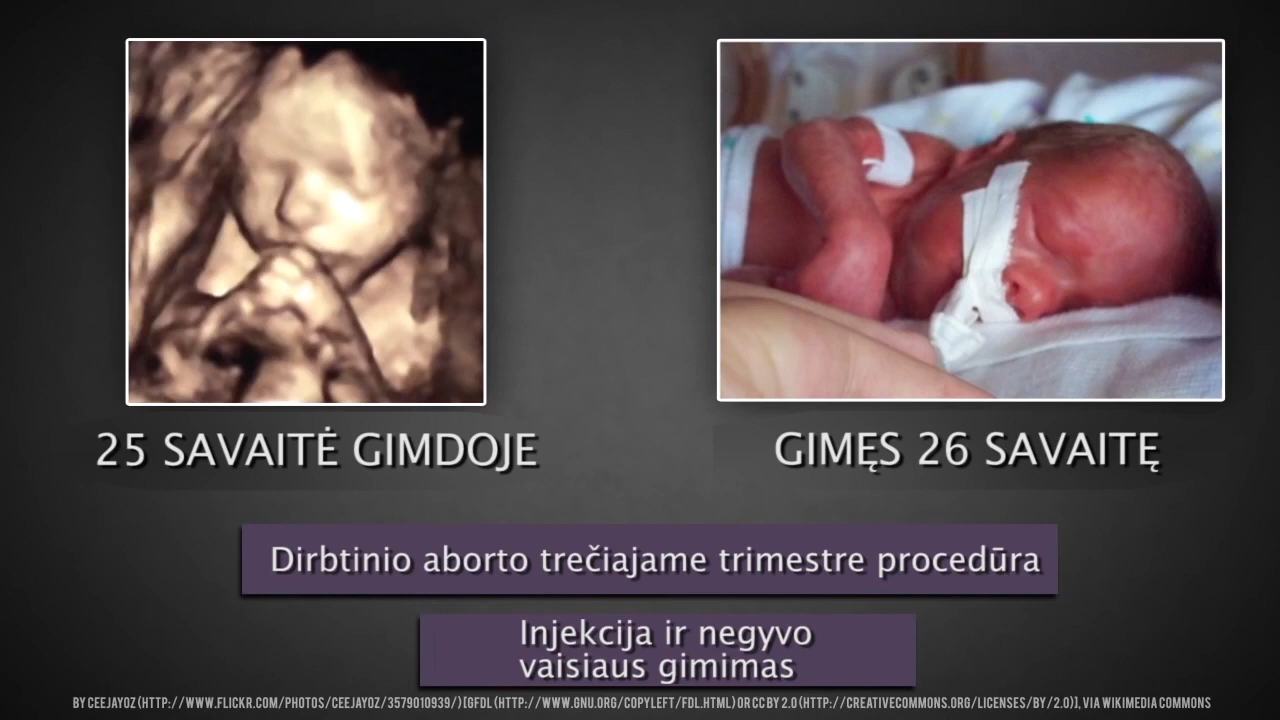 25 SAVAITĖ GIMDOJE
GIMĘS 26 SAVAITĘ
Dirbtinio aborto trečiajame trimestre procedūra
Injekcija ir negyvo
vaisiaus gimimas
BY CEEJAYOZ (HTTP://WWW.FLICKR.COM/PHOTOS/CEEJAYOZ/3579010939/) [GFDL (HTTP://WWW.GNU.ORG/COPYLEFT/FDL.HTML) OR CC BY 2.0 (HTTP://CREATIVECOMMONS.ORG/LICENSES/BY/2.0)], VIA WIKIMEDIA COMMONS